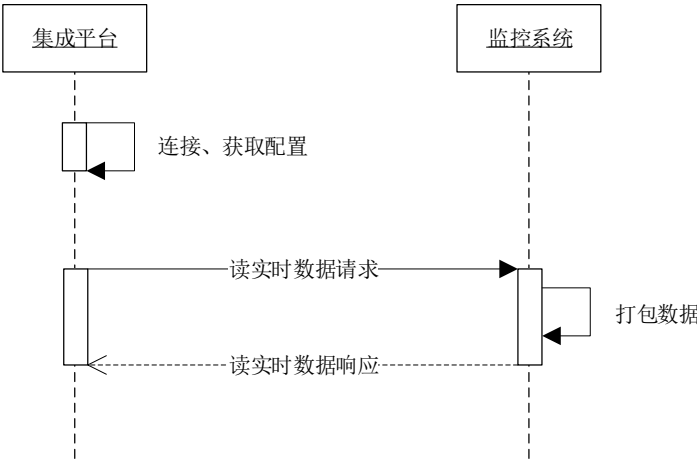 集成平台
监控系统
连接、获取配置
读实时数据请求
打包数据
读实时数据响应